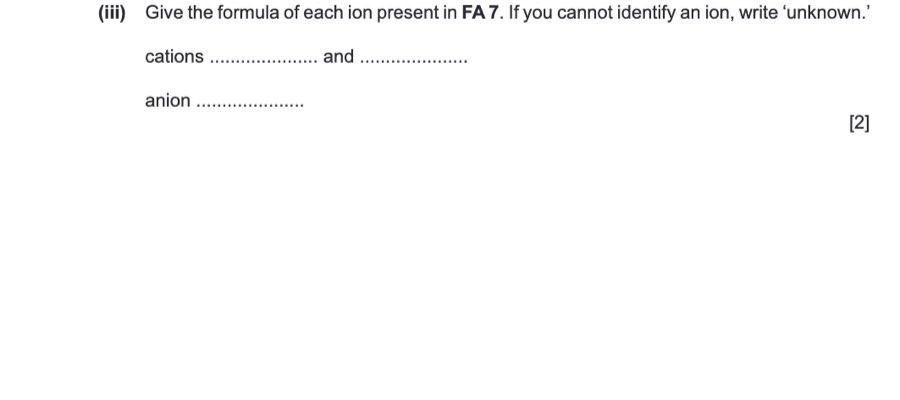 (iii) Give the formula of each ion present in FA 7. If you cannot identify an ion, write ‘unknown.’
cations ..................... and .....................
anion .....................
[2]